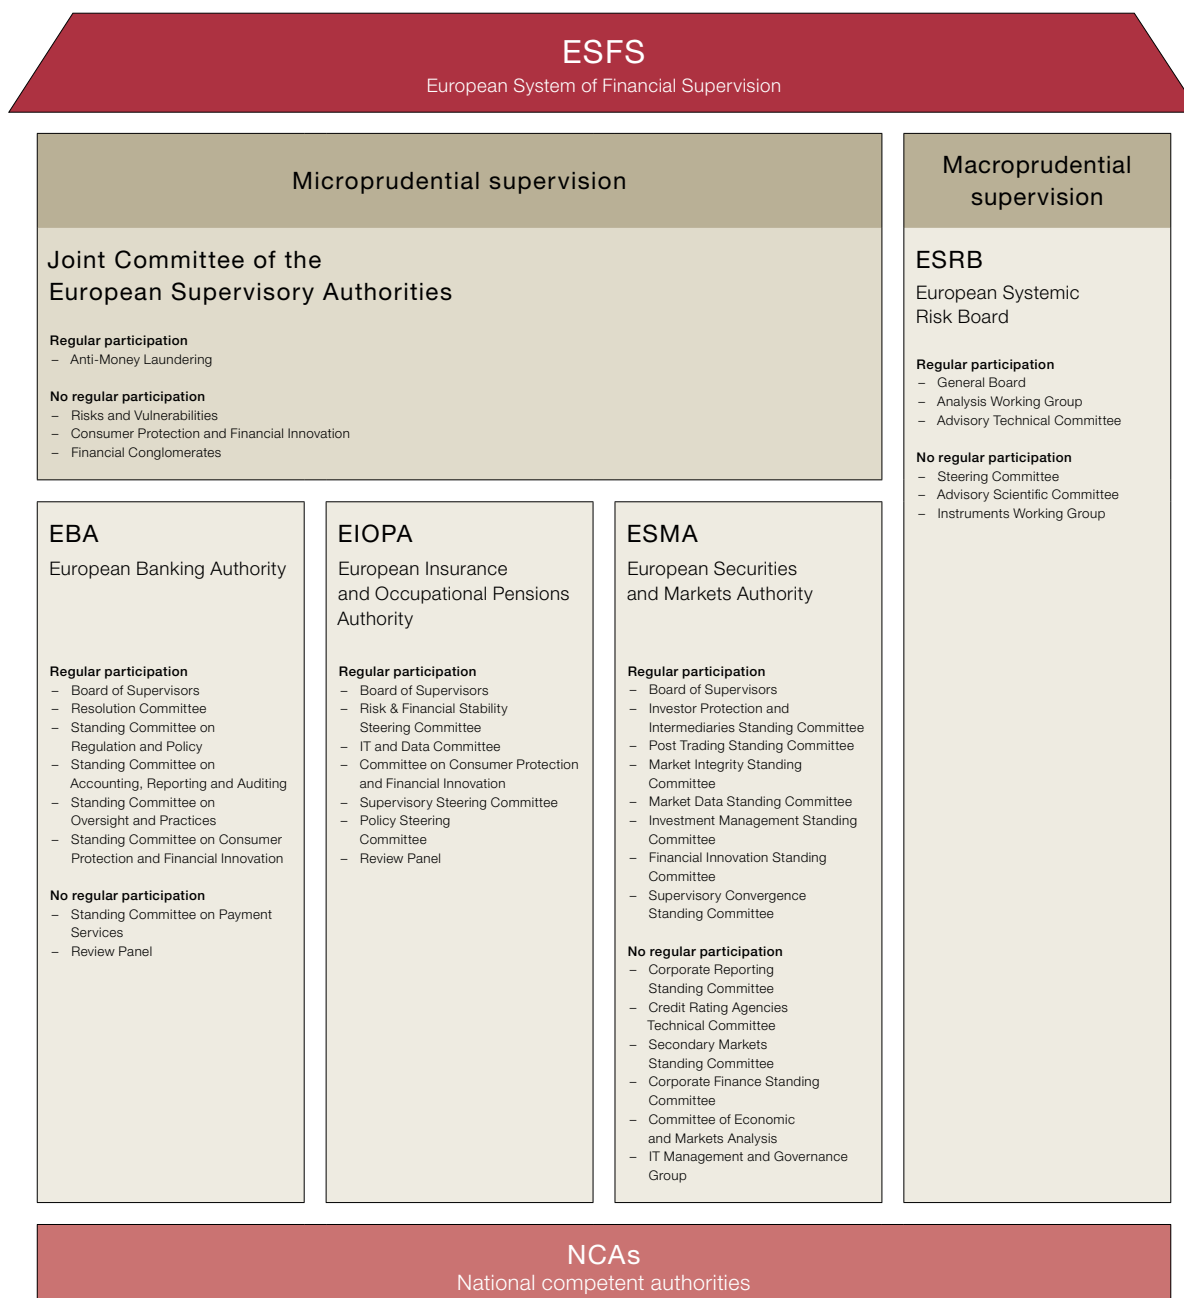 ESFS
European System of Financial Supervision
Microprudential supervision
Joint Committee of the
European Supervisory Authorities
Regular participation
– Anti-Money Laundering
No regular participation
– Risks and Vulnerabilities
– Consumer Protection and Financial Innovation
– Financial Conglomerates
Macroprudential
supervision
ESRB
European Systemic
Risk Board
Regular participation
– General Board
– Analysis Working Group
– Advisory Technical Committee
No regular participation
– Steering Committee
– Advisory Scientific Committee
– Instruments Working Group
EBA
European Banking Authority
Regular participation
– Board of Supervisors
– Resolution Committee
– Standing Committee on
Regulation and Policy
– Standing Committee on
Accounting, Reporting and Auditing
– Standing Committee on
Oversight and Practices
– Standing Committee on Consumer
Protection and Financial Innovation
No regular participation
– Standing Committee on Payment
Services
– Review Panel
EIOPA
European Insurance
and Occupational Pensions
Authority
Regular participation
– Board of Supervisors
– Risk & Financial Stability
Steering Committee
– IT and Data Committee
– Committee on Consumer Protection
and Financial Innovation
– Supervisory Steering Committee
– Policy Steering
Committee
– Review Panel
ESMA
European Securities
and Markets Authority
Regular participation
– Board of Supervisors
– Investor Protection and
Intermediaries Standing Committee
– Post Trading Standing Committee
– Market Integrity Standing
Committee
– Market Data Standing Committee
– Investment Management Standing
Committee
– Financial Innovation Standing
Committee
– Supervisory Convergence
Standing Committee
No regular participation
– Corporate Reporting
Standing Committee
– Credit Rating Agencies
Technical Committee
– Secondary Markets
Standing Committee
– Corporate Finance Standing
Committee
– Committee of Economic
and Markets Analysis
– IT Management and Governance
Group
NCAs
National competent authorities